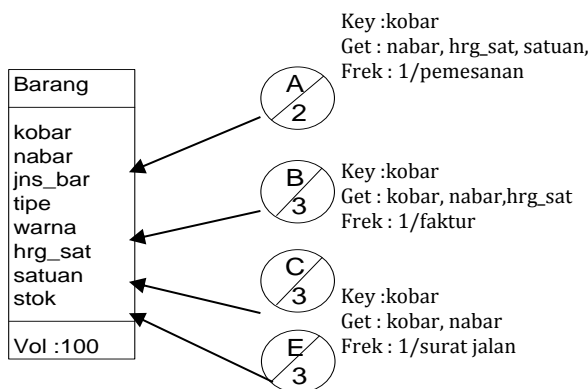 Key :kobar
Get : nabar, hrg_sat, satuan,
Frek : 1/pemesanan
Barang
kobar
nabar
jns_bar
tipe
warna
hrg_sat
satuan
stok
Vol :100
A
2
Key :kobar
Get : kobar, nabar,hrg_sat
Frek : 1/faktur
B
3
C
3
Key :kobar
Get : kobar, nabar
Frek : 1/surat jalan
E
3